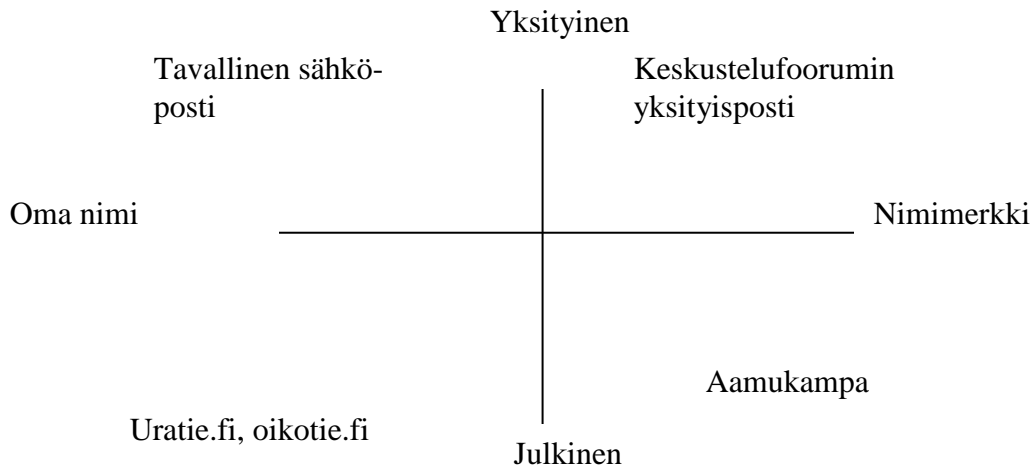 Yksityinen
Tavallinen sähkö-
posti
Keskustelufoorumin
yksityisposti
Oma nimi
Nimimerkki
Aamukampa
Uratie.fi, oikotie.fi
Julkinen